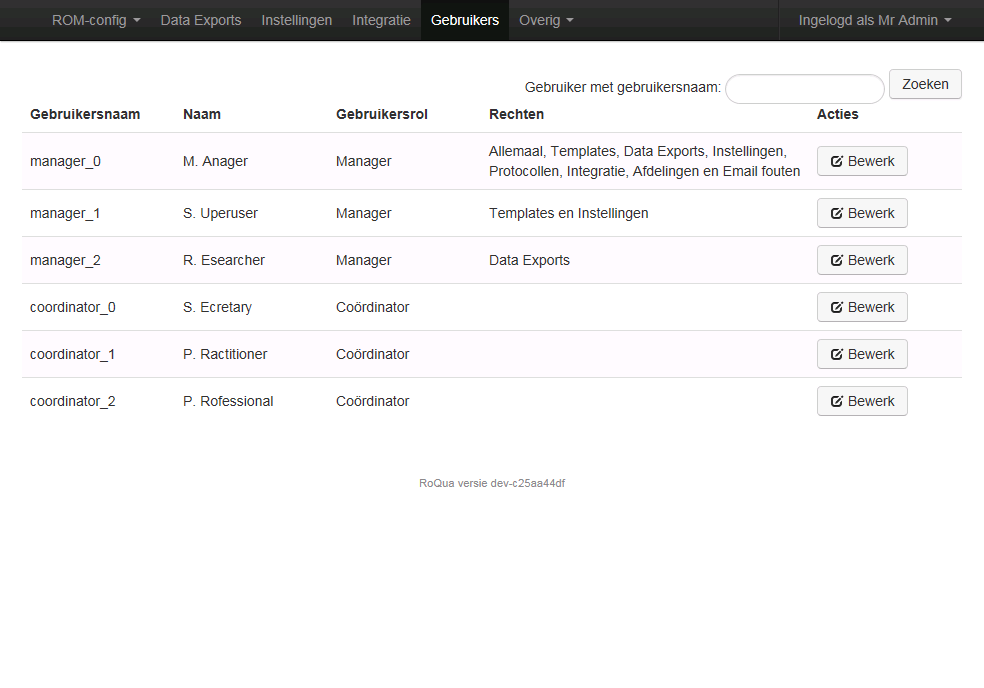 ROM-config Data Exports Instellingen Integratie Gebruikers Overig Ingelogd als Mr Admin
Gebruiker met gebruikersnaam: Zoeken
Gebruikersnaam Naam Gebruikersrol Rechten Acties
manager_0 M. Anager Manager Allemaal, Templates, Data Exports, Instellingen,
Protocollen, Integratie, Afdelingen en Email fouten Bewerk
manager_1 S. Uperuser Manager Templates en Instellingen Bewerk
manager_2 R. Esearcher Manager Data Exports Bewerk
coordinator_0 S. Ecretary Coördinator Bewerk
coordinator_1 P. Ractitioner Coördinator Bewerk
coordinator_2 P. Rofessional Coördinator Bewerk
RoQua versie dev-c25aa44df